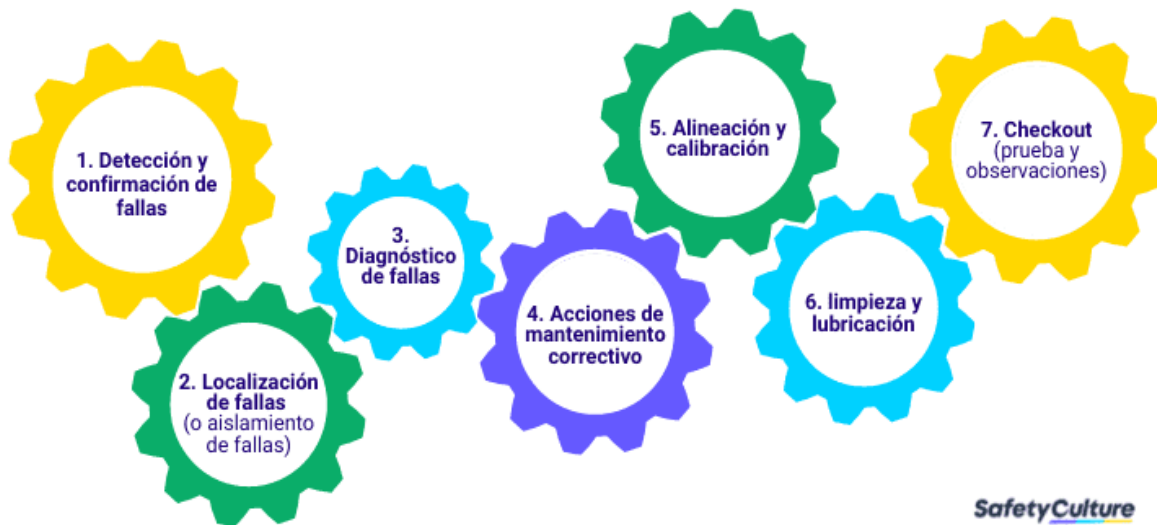 1. Detección y
confirmación de
fallas
2. Localización
de fallas
(o aislamiento
de fallas)
3.
Diagnóstico
de fallas
4. Acciones de
mantenimiento
correctivo
5. Alineación y
calibración
6. limpieza y
lubricación
7. Checkout
(prueba y
observaciones)
SafetyCulture